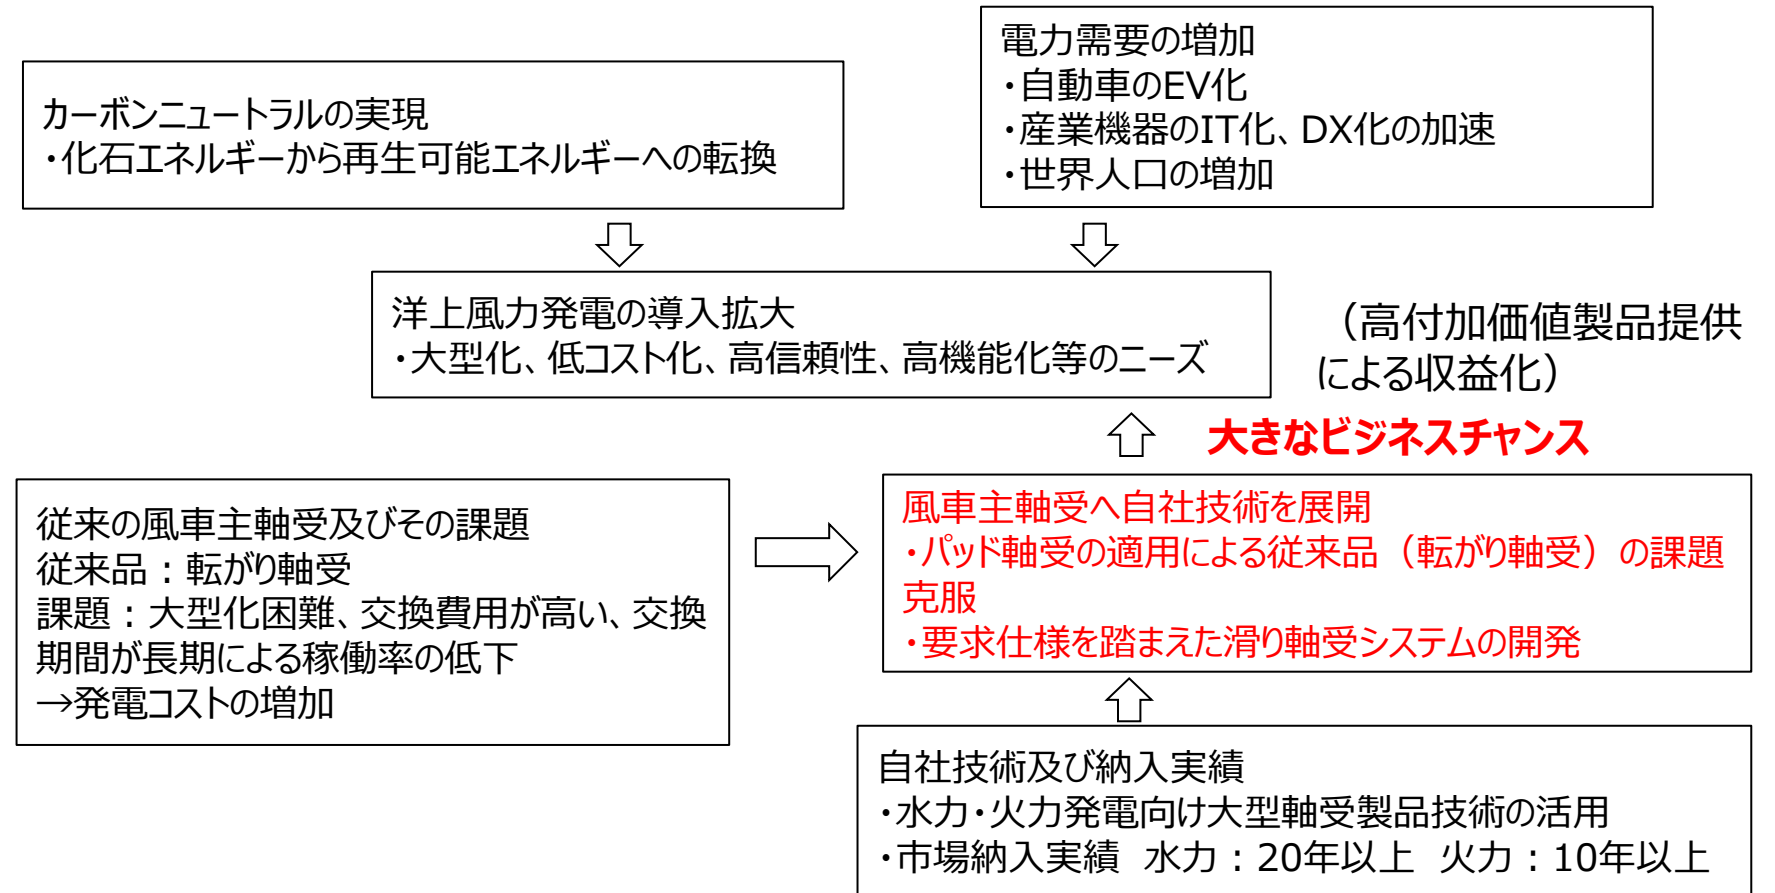 カーボンニュートラルの実現
・化石エネルギーから再生可能エネルギーへの転換
電力需要の増加
・自動車のEV化
・産業機器のIT化、DX化の加速
・世界人口の増加
洋上風力発電の導入拡大
・大型化、低コスト化、高信頼性、高機能化等のニーズ
（高付加価値製品提供
による収益化）
大きなビジネスチャンス
従来の風車主軸受及びその課題
従来品：転がり軸受
課題：大型化困難、交換費用が高い、交換
期間が長期による稼働率の低下
→発電コストの増加
風車主軸受へ自社技術を展開
・パッド軸受の適用による従来品（転がり軸受）の課題
克服
・要求仕様を踏まえた滑り軸受システムの開発
自社技術及び納入実績
・水力・火力発電向け大型軸受製品技術の活用
・市場納入実績 水力：20年以上 火力：10年以上